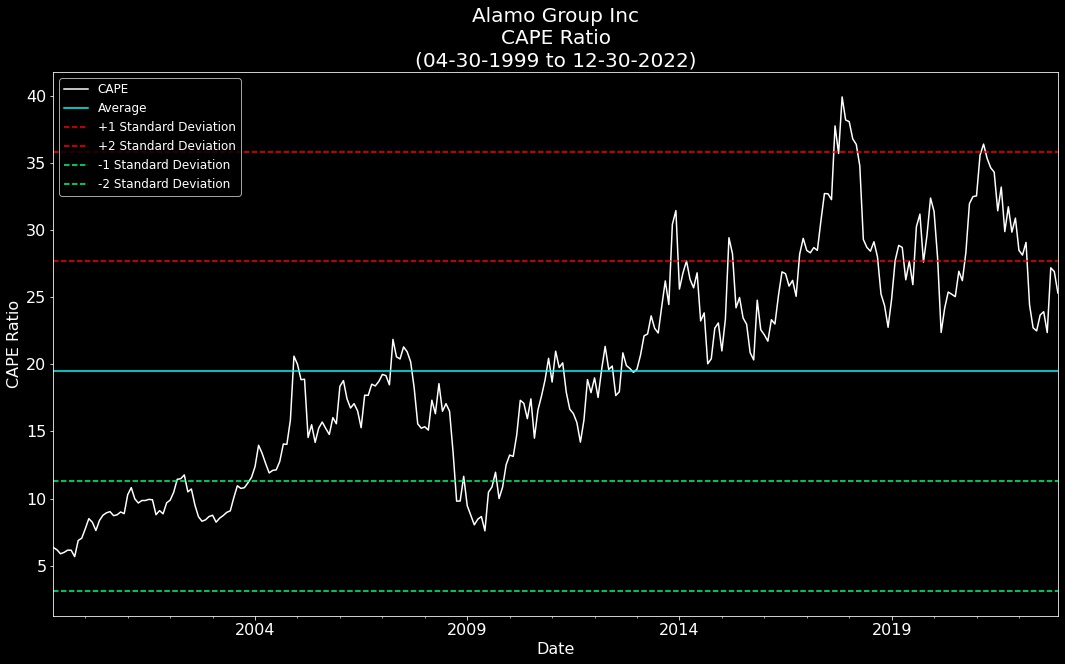 Alamo Group Inc
CAPE Ratio
(04-30-1999 to 12-30-2022)
CAPE
Average
+1 Standard Deviation
+2 Standard Deviation
-1 Standard Deviation
-2 Standard Deviation
CAPE Ratio
40
35
30
25
20
15
10
5
2004
2009
2014
2019
Date